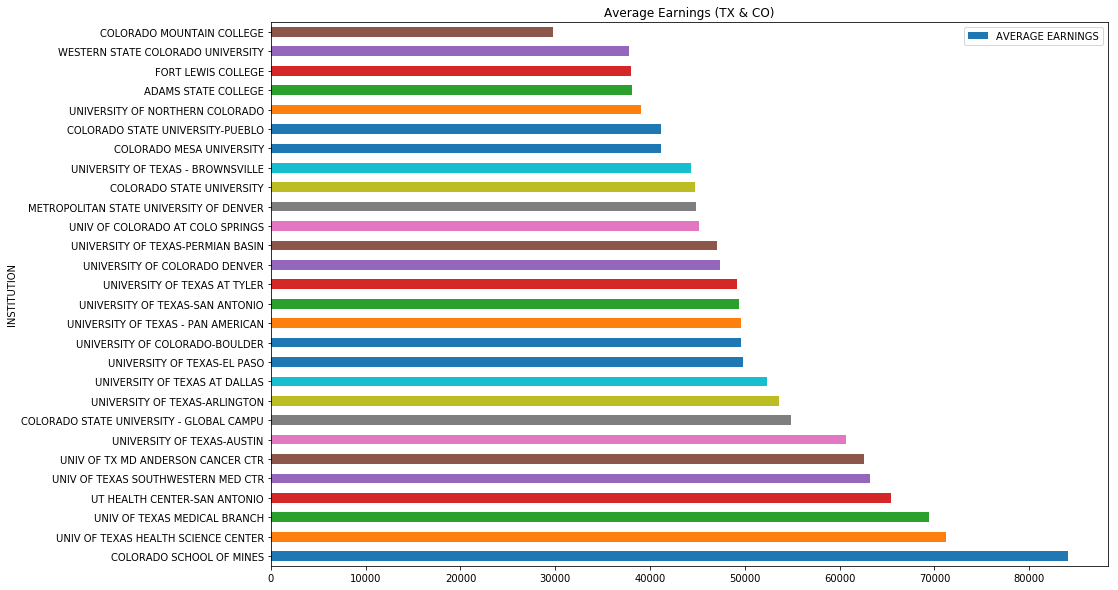 Average Earnings (TX & CO)
AVERAGE EARNINGS
INSTITUTION
COLORADO MOUNTAIN COLLEGE
WESTERN STATE COLORADO UNIVERSITY
FORT LEWIS COLLEGE
ADAMS STATE COLLEGE
UNIVERSITY OF NORTHERN COLORADO
COLORADO STATE UNIVERSITY-PUEBLO
COLORADO MESA UNIVERSITY
UNIVERSITY OF TEXAS - BROWNSVILLE
COLORADO STATE UNIVERSITY
METROPOLITAN STATE UNIVERSITY OF DENVER
UNIV OF COLORADO AT COLO SPRINGS
UNIVERSITY OF TEXAS-PERMIAN BASIN
UNIVERSITY OF COLORADO DENVER
UNIVERSITY OF TEXAS AT TYLER
UNIVERSITY OF TEXAS-SAN ANTONIO
UNIVERSITY OF TEXAS - PAN AMERICAN
UNIVERSITY OF COLORADO-BOULDER
UNIVERSITY OF TEXAS-EL PASO
UNIVERSITY OF TEXAS AT DALLAS
UNIVERSITY OF TEXAS-ARLINGTON
COLORADO STATE UNIVERSITY - GLOBAL CAMPU
UNIVERSITY OF TEXAS-AUSTIN
UNIV OF TX MD ANDERSON CANCER CTR
UNIV OF TEXAS SOUTHWESTERN MED CTR
UT HEALTH CENTER-SAN ANTONIO
UNIV OF TEXAS MEDICAL BRANCH
UNIV OF TEXAS HEALTH SCIENCE CENTER
COLORADO SCHOOL OF MINES
0 10000 20000 30000 40000 50000 60000 70000 80000